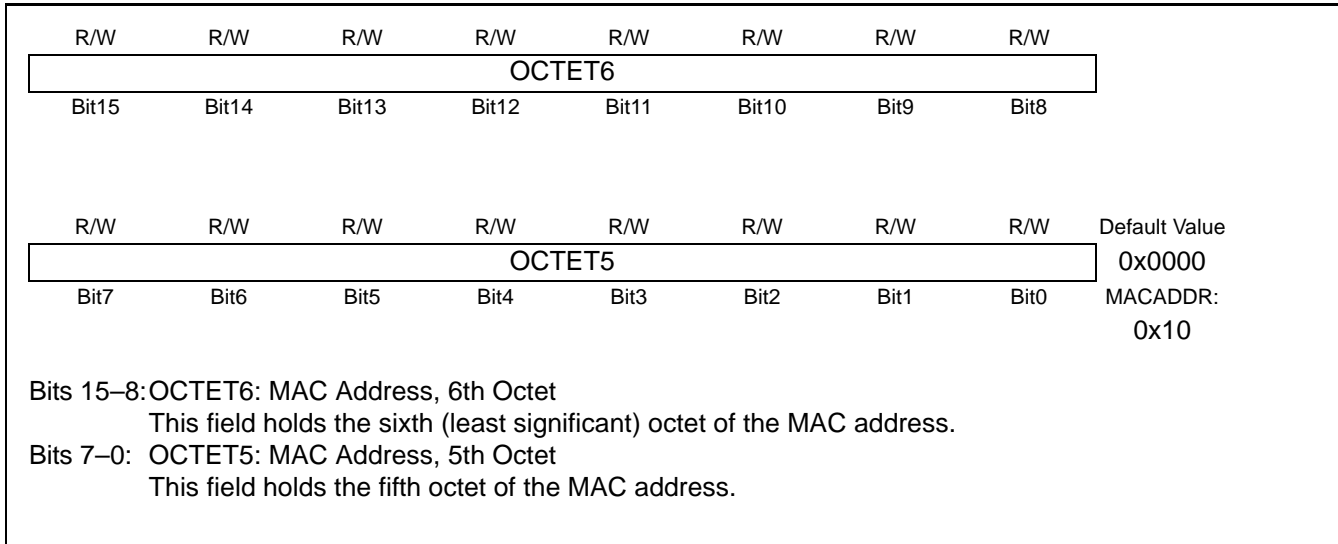 R/W R/W R/W R/W R/W R/W R/W R/W
OCTET6
Bit15 Bit14 Bit13 Bit12 Bit11 Bit10 Bit9 Bit8
R/W R/W R/W R/W R/W R/W R/W R/W Default Value
OCTET5 0x0000
Bit7 Bit6 Bit5 Bit4 Bit3 Bit2 Bit1 Bit0 MACADDR:
0x10
Bits 15–8: OCTET6: MAC Address, 6th Octet
This field holds the sixth (least significant) octet of the MAC address.
Bits 7–0: OCTET5: MAC Address, 5th Octet
This field holds the fifth octet of the MAC address.